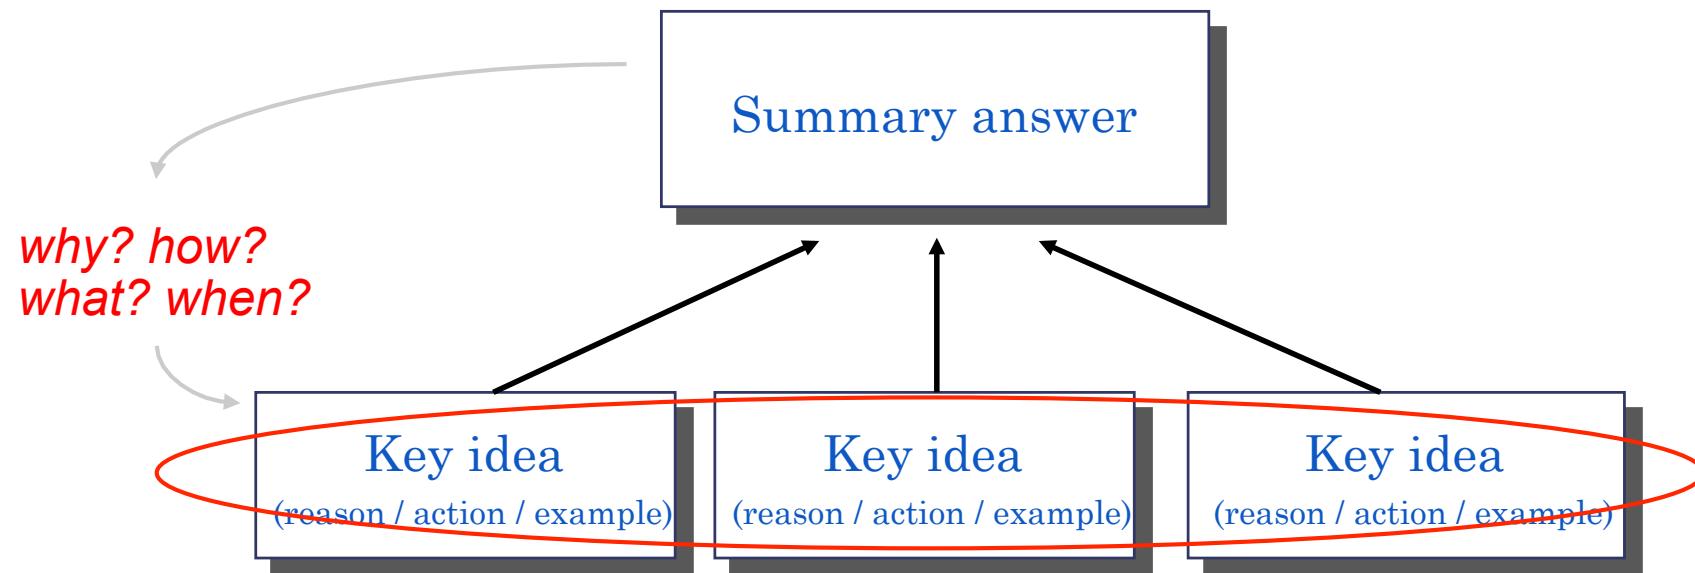 Summary answer
why? how?
what? when?
Key idea
(reason / action / example)
Key idea
(reason / action / example)
Key idea
(reason / action / example)